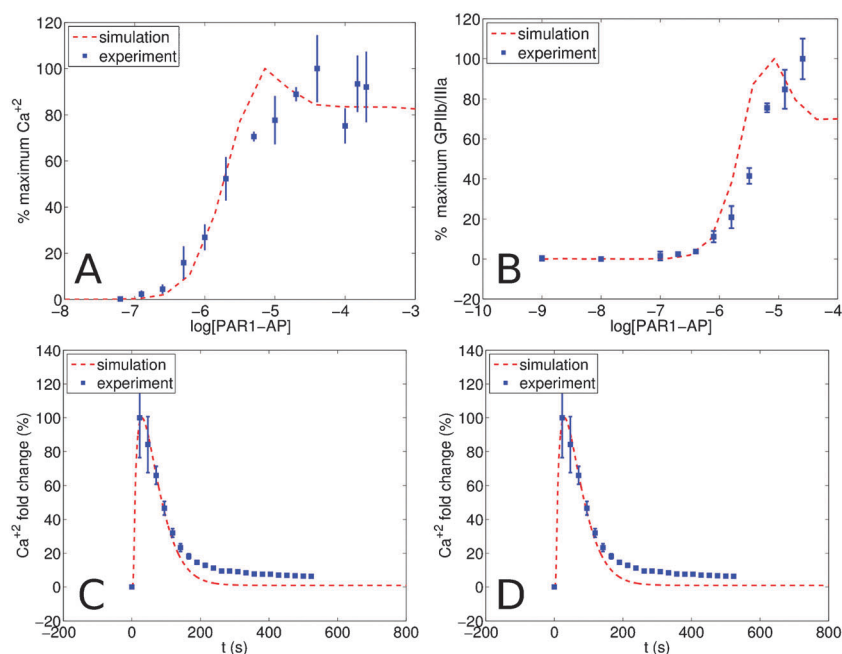 120
100
80
60
40
20
0
-8 -7 -6 -5 -4 -3
% maximum Ca+2
log[PAR1-AP]
simulation
experiment
A
120
100
80
60
40
20
0
-20
-10 -9 -8 -7 -6 -5 -4
% maximum GPIIb/IIIa
log[PAR1-AP]
simulation
experiment
B
140
120
100
80
60
40
20
0
-20
-200 0 200 400 600 800
Ca+2 fold change (%)
t (s)
simulation
experiment
C
140
120
100
80
60
40
20
0
-20
-200 0 200 400 600 800
Ca+2 fold change (%)
t (s)
simulation
experiment
D